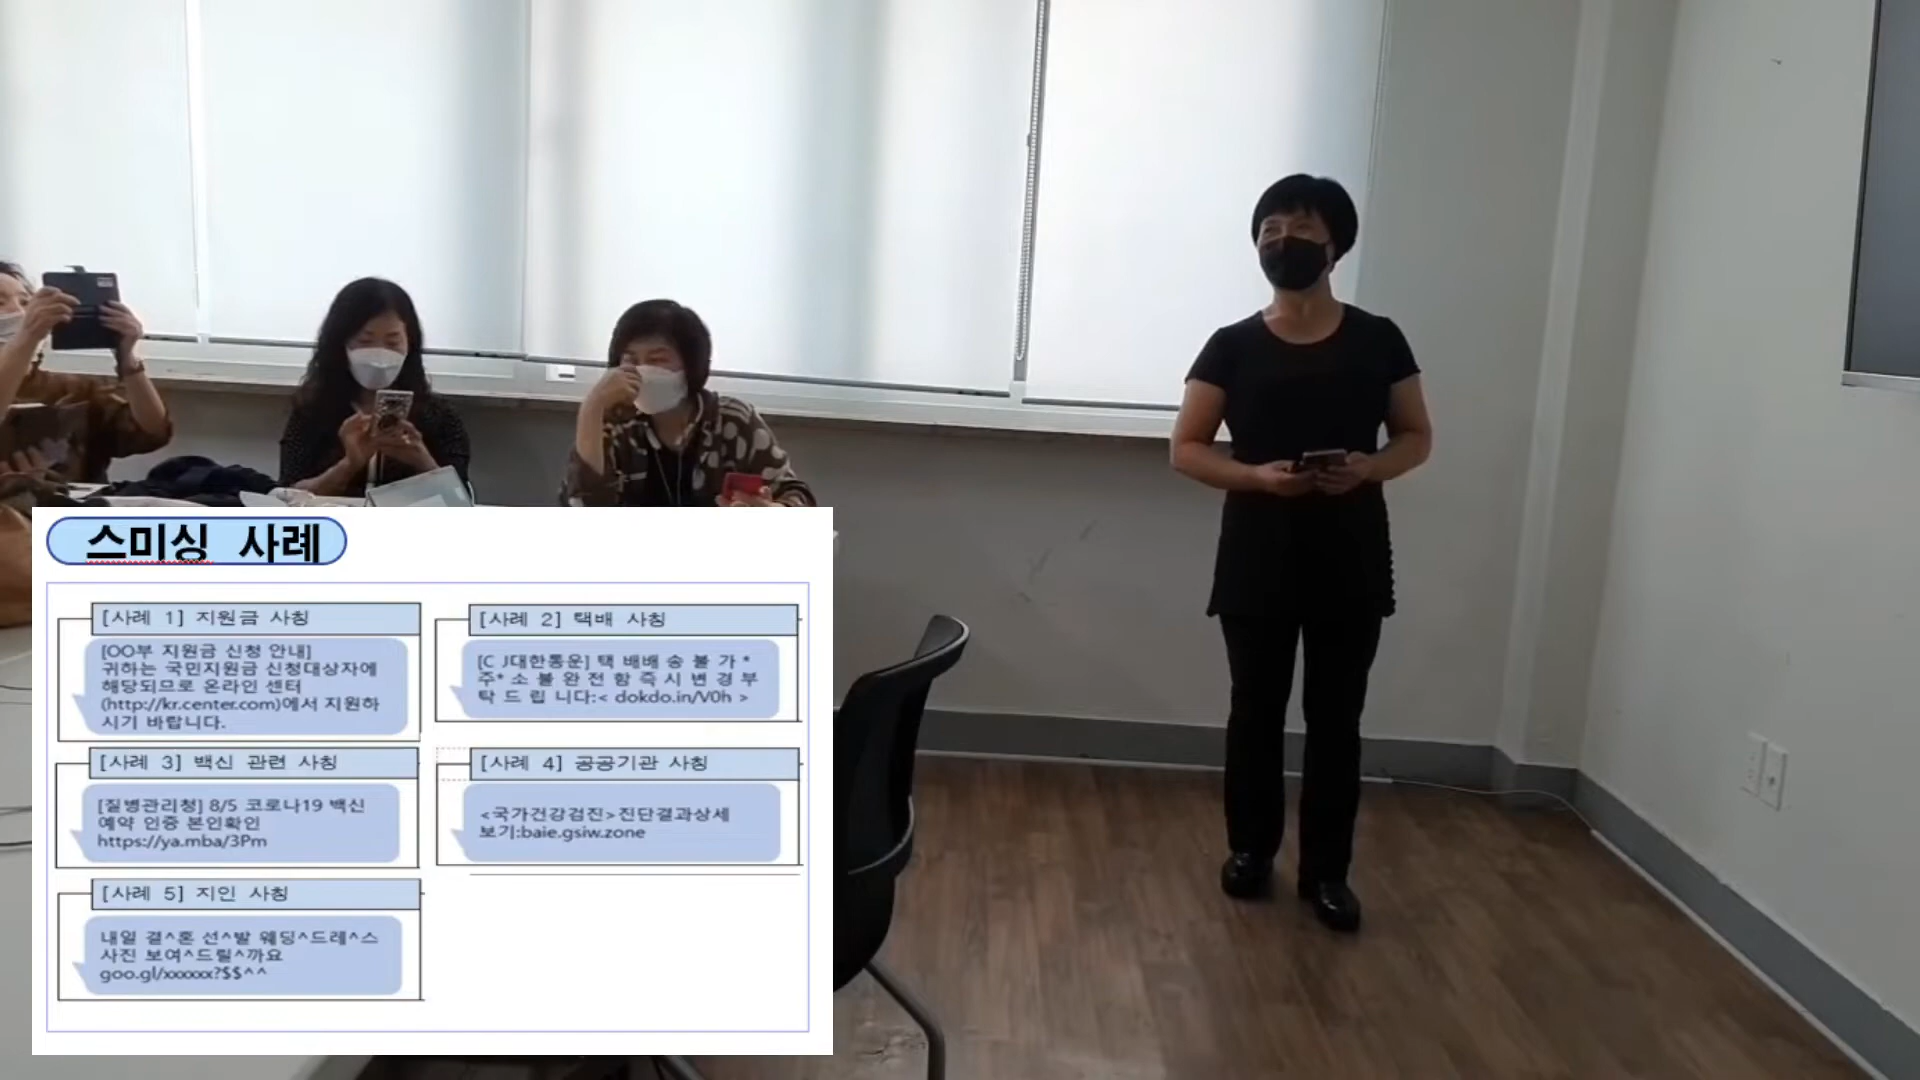 스미싱 사례
[사례 1] 지원금 사칭
[OO부 지원금 신청 안내]
귀하는 국민지원금 신청대상자에
해당되므로 온라인 센터
(http://kr.center.com)에서 지원하
시기 바랍니다.
[사례 2] 택배 사칭
[C J대한통운] 택 배배 송 불 가 *
주* 소 불 완 전 함 즉 시 변 경 부
탁 드 립 니다:< dokdo.in/V0h >
[사례 3] 백신 관련 사칭
[질병관리청] 8/5 코로나19 백신
예약 인증 본인확인
https://ya.mba/3Pm
[사례 4] 공공기관 사칭
<국가건강검진>진단결과상세
보기:baie.gsiw.zone
[사례 5] 지인 사칭
내일 결^혼 선^발 웨딩^드레^스
사진 보여^드릴^까요
goo.gl/xxxxxx?$$^^